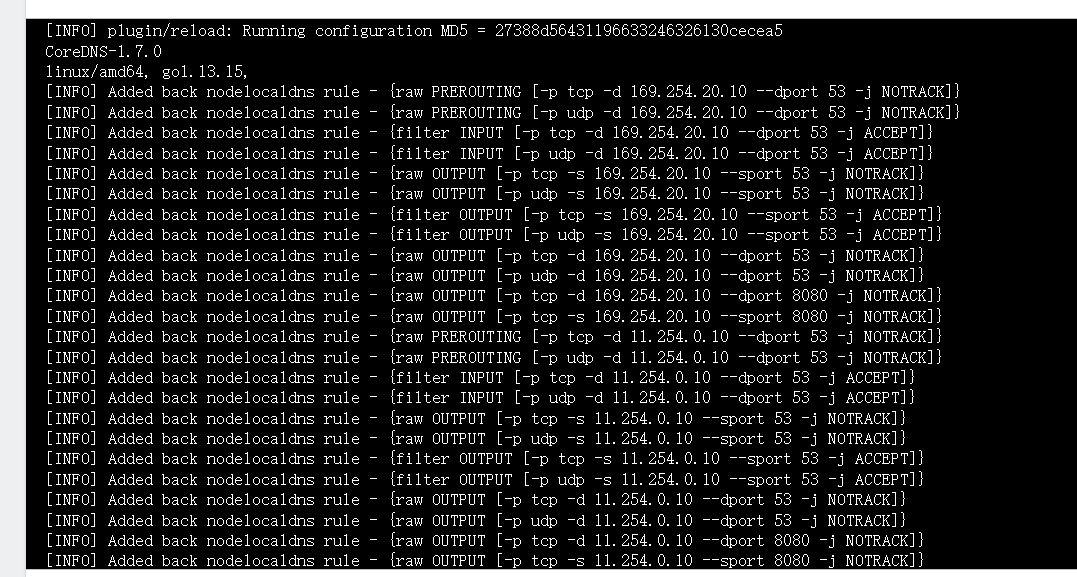 [INFO] plugin/reload: Running configuration MD5 = 27388d56431196633246326130cecea5
CoreDNS-1.7.0
linux/amd64, go1.13.15,
[INFO] Added back nodelocaldns rule - {raw PREROUTING [-p tcp -d 169.254.20.10 --dport 53 -j NOTRACK]}
[INFO] Added back nodelocaldns rule - {raw PREROUTING [-p udp -d 169.254.20.10 --dport 53 -j NOTRACK]}
[INFO] Added back nodelocaldns rule - {filter INPUT [-p tcp -d 169.254.20.10 --dport 53 -j ACCEPT]}
[INFO] Added back nodelocaldns rule - {filter INPUT [-p udp -d 169.254.20.10 --dport 53 -j ACCEPT]}
[INFO] Added back nodelocaldns rule - {raw OUTPUT [-p tcp -s 169.254.20.10 --sport 53 -j NOTRACK]}
[INFO] Added back nodelocaldns rule - {raw OUTPUT [-p udp -s 169.254.20.10 --sport 53 -j NOTRACK]}
[INFO] Added back nodelocaldns rule - {filter OUTPUT [-p tcp -s 169.254.20.10 --sport 53 -j ACCEPT]}
[INFO] Added back nodelocaldns rule - {filter OUTPUT [-p udp -s 169.254.20.10 --sport 53 -j ACCEPT]}
[INFO] Added back nodelocaldns rule - {raw OUTPUT [-p tcp -d 169.254.20.10 --dport 53 -j NOTRACK]}
[INFO] Added back nodelocaldns rule - {raw OUTPUT [-p udp -d 169.254.20.10 --dport 53 -j NOTRACK]}
[INFO] Added back nodelocaldns rule - {raw OUTPUT [-p tcp -d 169.254.20.10 --dport 8080 -j NOTRACK]}
[INFO] Added back nodelocaldns rule - {raw OUTPUT [-p tcp -s 169.254.20.10 --sport 8080 -j NOTRACK]}
[INFO] Added back nodelocaldns rule - {raw PREROUTING [-p tcp -d 11.254.0.10 --dport 53 -j NOTRACK]}
[INFO] Added back nodelocaldns rule - {raw PREROUTING [-p udp -d 11.254.0.10 --dport 53 -j NOTRACK]}
[INFO] Added back nodelocaldns rule - {filter INPUT [-p tcp -d 11.254.0.10 --dport 53 -j ACCEPT]}
[INFO] Added back nodelocaldns rule - {filter INPUT [-p udp -d 11.254.0.10 --dport 53 -j ACCEPT]}
[INFO] Added back nodelocaldns rule - {raw OUTPUT [-p tcp -s 11.254.0.10 --sport 53 -j NOTRACK]}
[INFO] Added back nodelocaldns rule - {raw OUTPUT [-p udp -s 11.254.0.10 --sport 53 -j NOTRACK]}
[INFO] Added back nodelocaldns rule - {filter OUTPUT [-p tcp -s 11.254.0.10 --sport 53 -j ACCEPT]}
[INFO] Added back nodelocaldns rule - {filter OUTPUT [-p udp -s 11.254.0.10 --sport 53 -j ACCEPT]}
[INFO] Added back nodelocaldns rule - {raw OUTPUT [-p tcp -d 11.254.0.10 --dport 53 -j NOTRACK]}
[INFO] Added back nodelocaldns rule - {raw OUTPUT [-p udp -d 11.254.0.10 --dport 53 -j NOTRACK]}
[INFO] Added back nodelocaldns rule - {raw OUTPUT [-p tcp -d 11.254.0.10 --dport 8080 -j NOTRACK]}
[INFO] Added back nodelocaldns rule - {raw OUTPUT [-p tcp -s 11.254.0.10 --sport 8080 -j NOTRACK]}